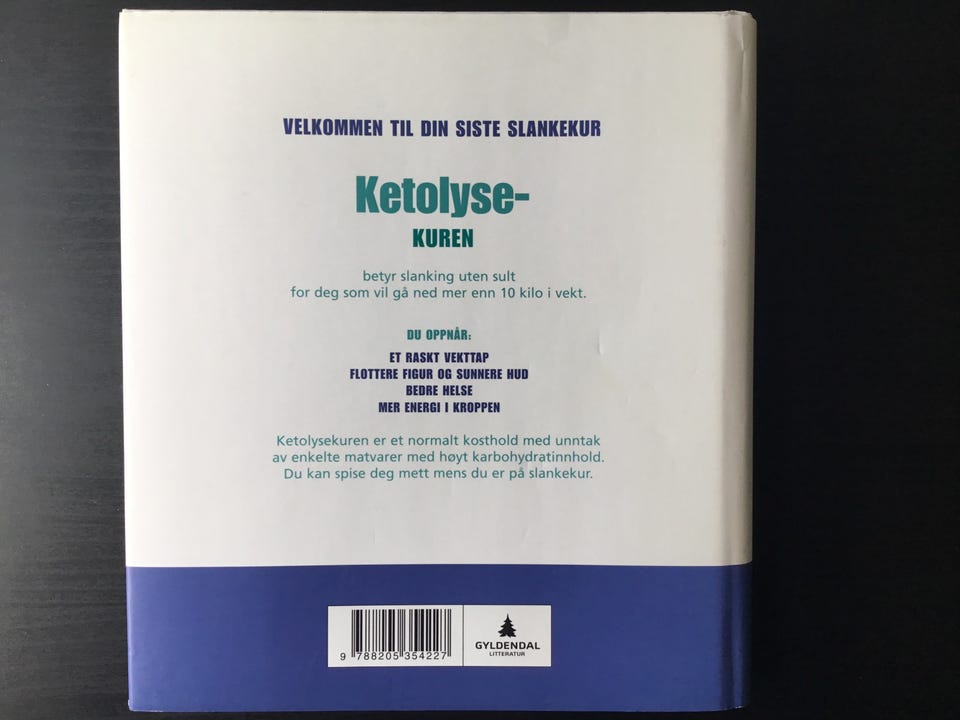 VELKOMMEN TIL DIN SISTE SLANKEKUR
Ketolyse-
KUREN
betyr slanking uten sult
for deg som vil gå ned mer enn 10 kilo i vekt.
DU OPPNÅR:
ET RASKT VEKTTAP
FLOTTERE FIGUR OG SUNNERE HUD
BEDRE HELSE
MER ENERGI I KROPPEN
Ketolysekuren er et normalt kosthold med unntak
av enkelte matvarer med høyt karbohydratinnhold.
Du kan spise deg mett mens du er på slankekur.
9 788205 354227
GYLDENDAL
LITTERATUR